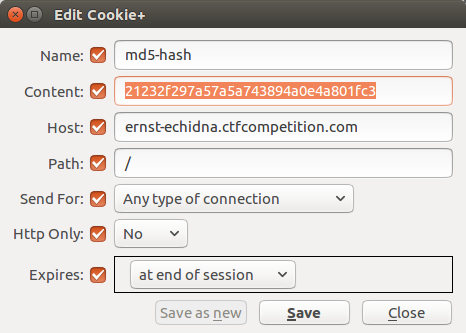 Edit Cookie+
Name: md5-hash
Content: 21232f297a57a5a743894a0e4a801fc3
Host: ernst-echidna.ctfcompetition.com
Path: /
Send For: Any type of connection
Http Only: No
Expires: at end of session
Save as new Save Close